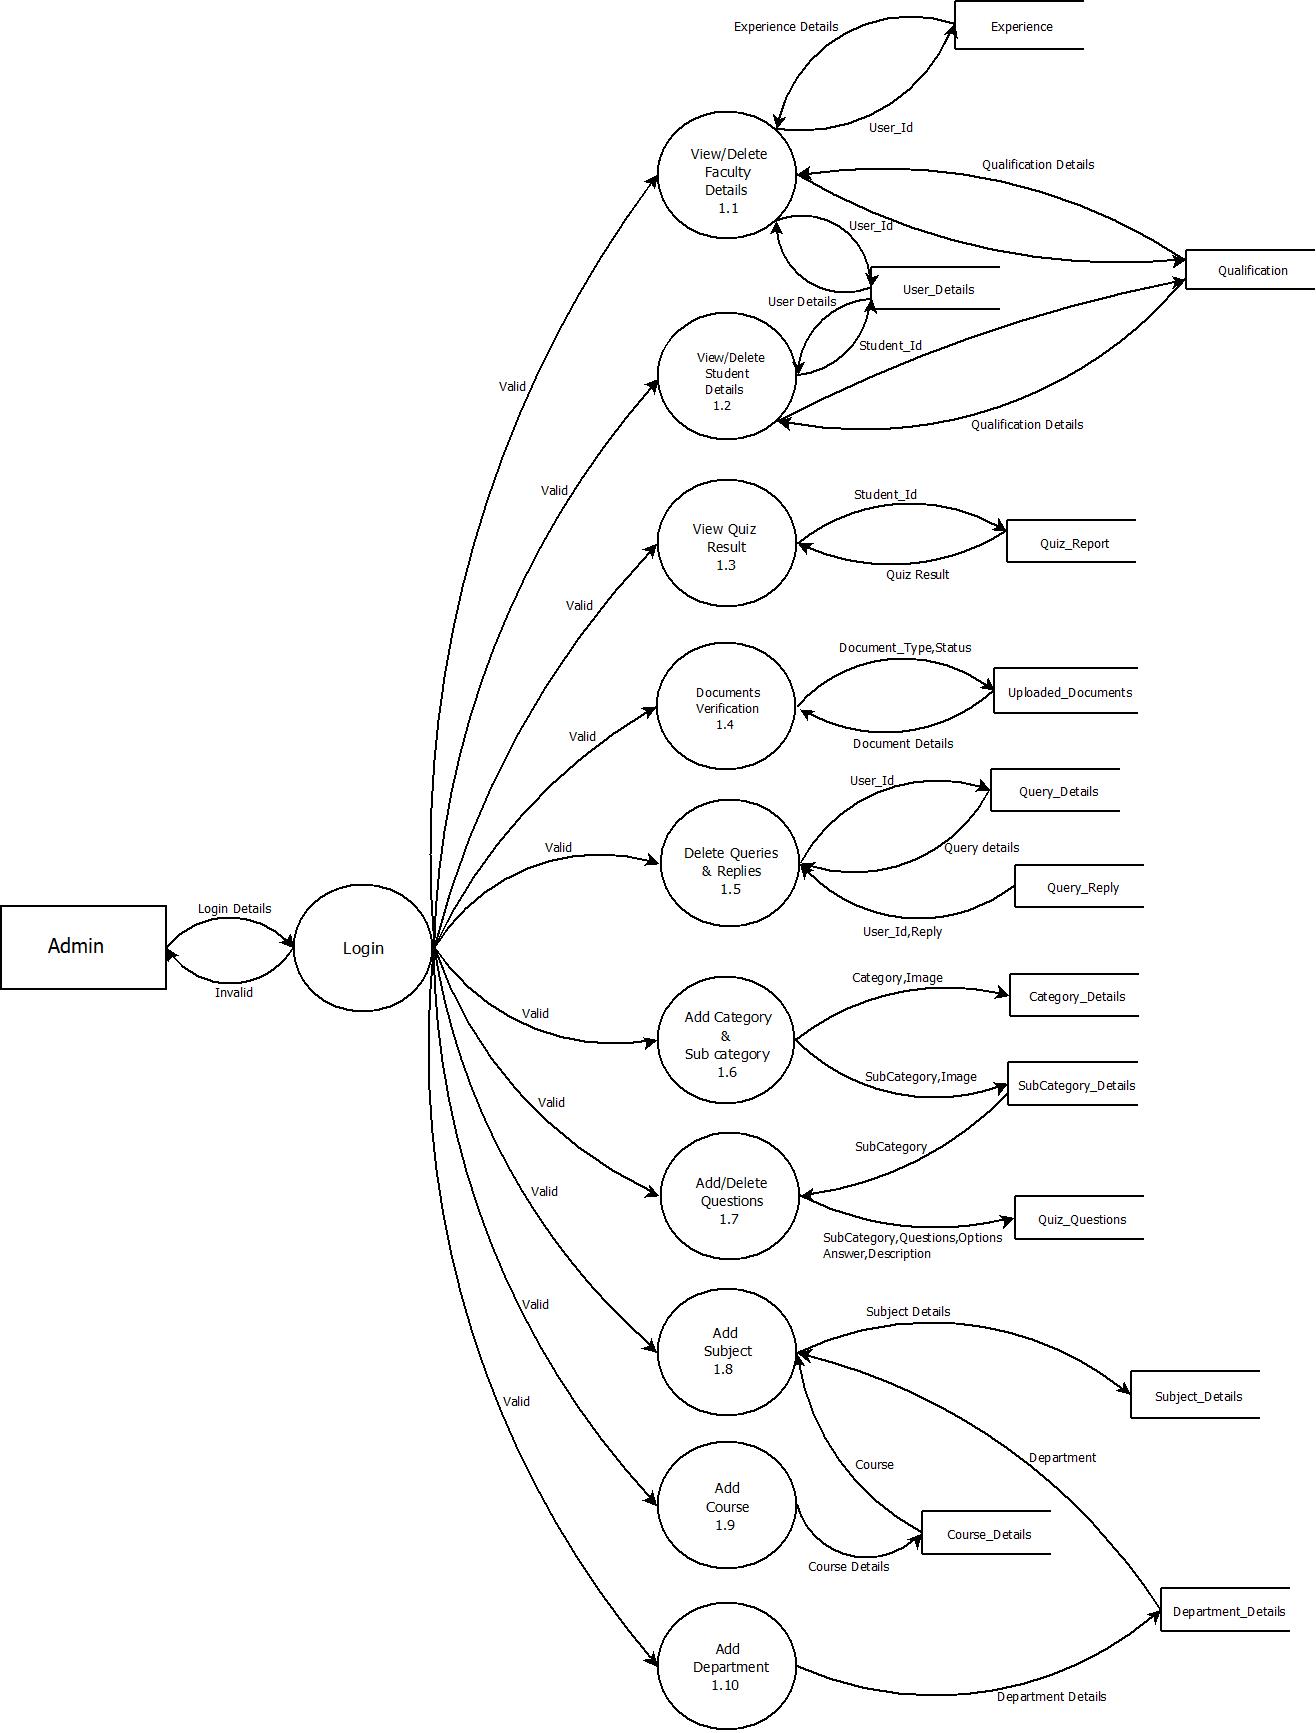 Experience Details
Experience
User_Id
View/Delete
Faculty
Details
1.1
Qualification Details
User_Id
Qualification
User_Details
User Details
Student_Id
View/Delete
Student
Details
1.2
Valid
Qualification Details
Valid
Student_Id
View Quiz
Result
1.3
Quiz_Report
Quiz Result
Valid
Document_Type,Status
Documents
Verification
1.4
Uploaded_Documents
Document Details
Valid
User_Id
Query_Details
Delete Queries
& Replies
1.5
Query details
Query_Reply
User_Id,Reply
Valid
Login Details
Admin
Login
Invalid
Category,Image
Category_Details
Add Category
&
Sub category
1.6
Valid
SubCategory,Image
SubCategory_Details
Valid
SubCategory
Add/Delete
Questions
1.7
Quiz_Questions
SubCategory,Questions,Options
Answer,Description
Valid
Subject Details
Add
Subject
1.8
Valid
Subject_Details
Department
Course
Valid
Add
Course
1.9
Course_Details
Course Details
Department_Details
Add
Department
1.10
Department Details